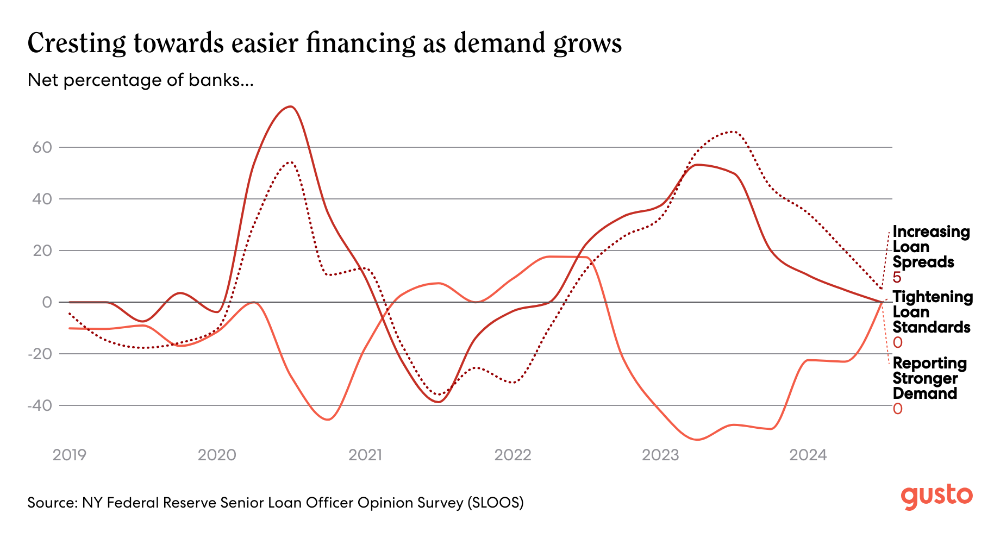 Cresting towards easier financing as demand grows
Net percentage of banks...
60
40
20
0
-20
-40
Increasing
Loan
Spreads
5
Tightening
Loan
Standards
0
Reporting
Stronger
Demand
0
2019 2020 2021 2022 2023 2024
Source: NY Federal Reserve Senior Loan Officer Opinion Survey (SLOOS)
gusto